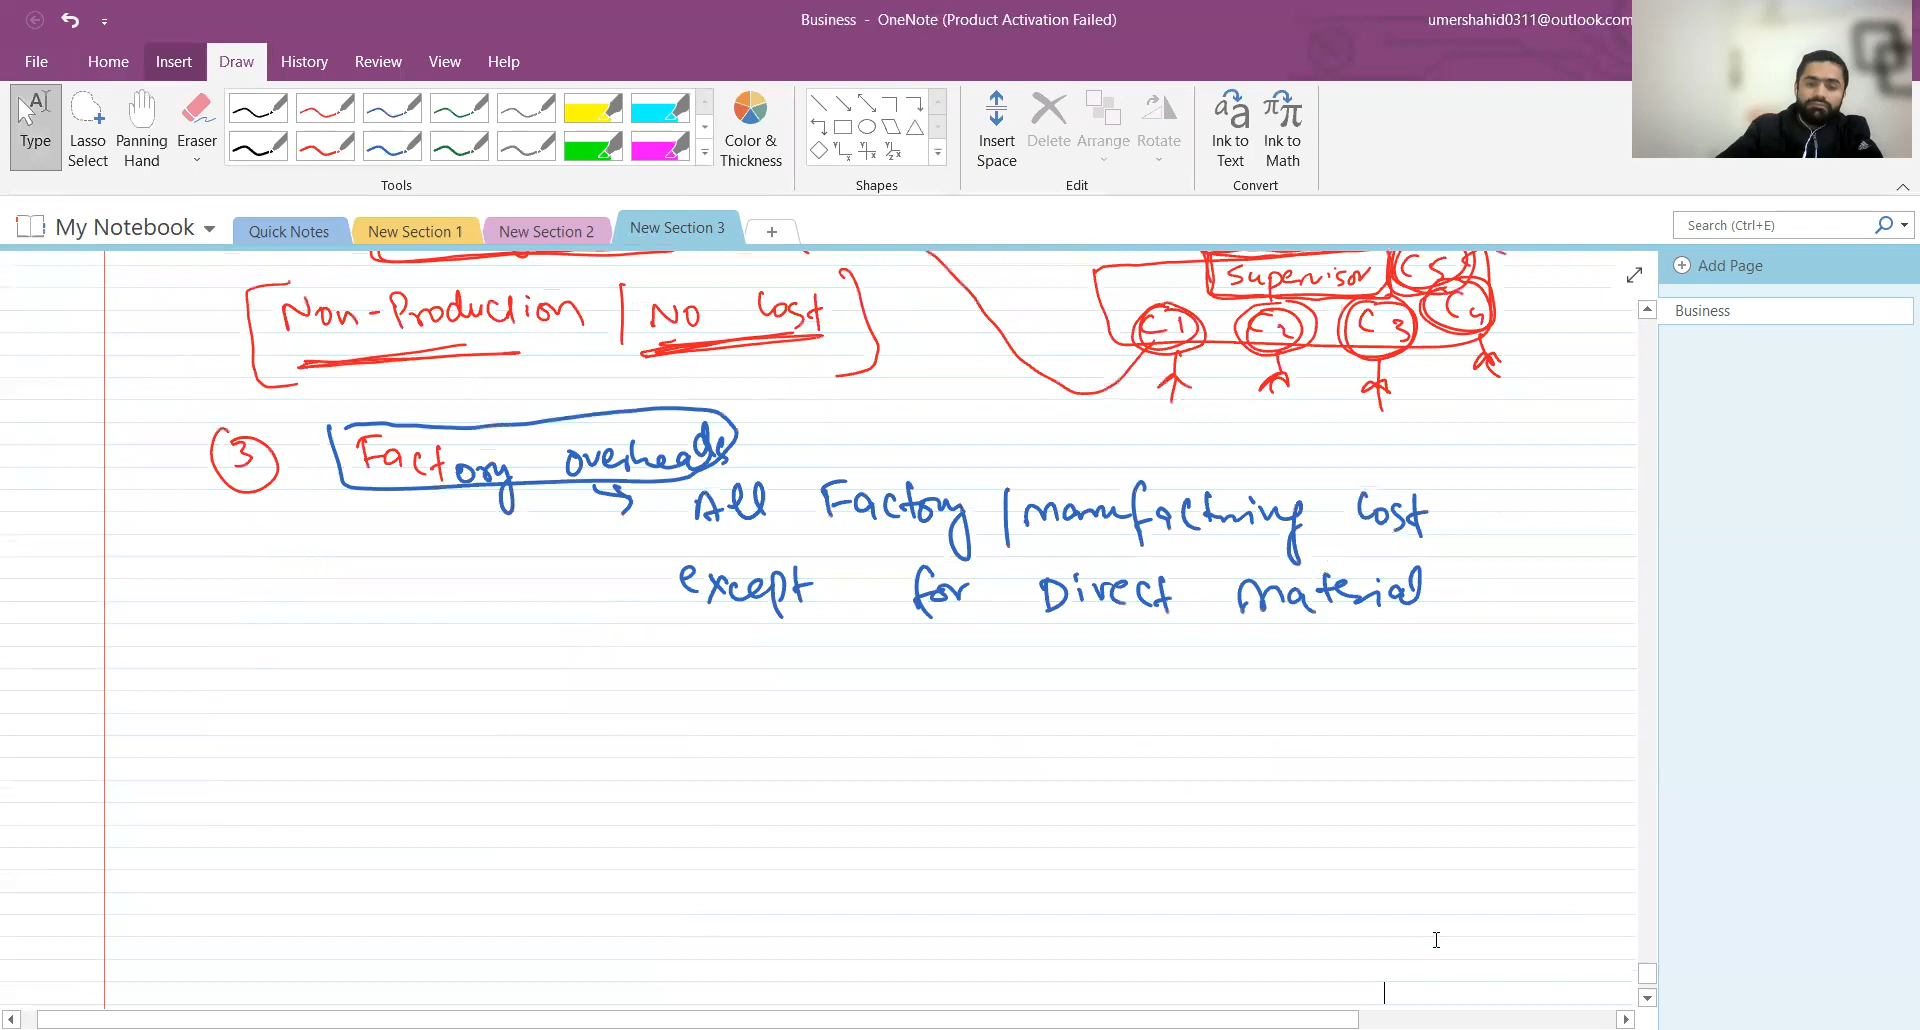 Business - OneNote (Product Activation Failed)
umershahid0311@outlook.com
File Home Insert Draw History Review View Help
Type
Lasso Select
Panning Hand
Eraser
Color & Thickness
Insert Space
Delete
Arrange
Rotate
Ink to Text
Ink to Math
Tools
Shapes
Edit
Convert
My Notebook
Quick Notes
New Section 1
New Section 2
New Section 3
Search (Ctrl+E)
Add Page
Business
Supervisor
C5
Non-Production | No Cost
C1 C2 C3
3 Factory overheads
All Factory | manufactring Cost
except for Direct Material